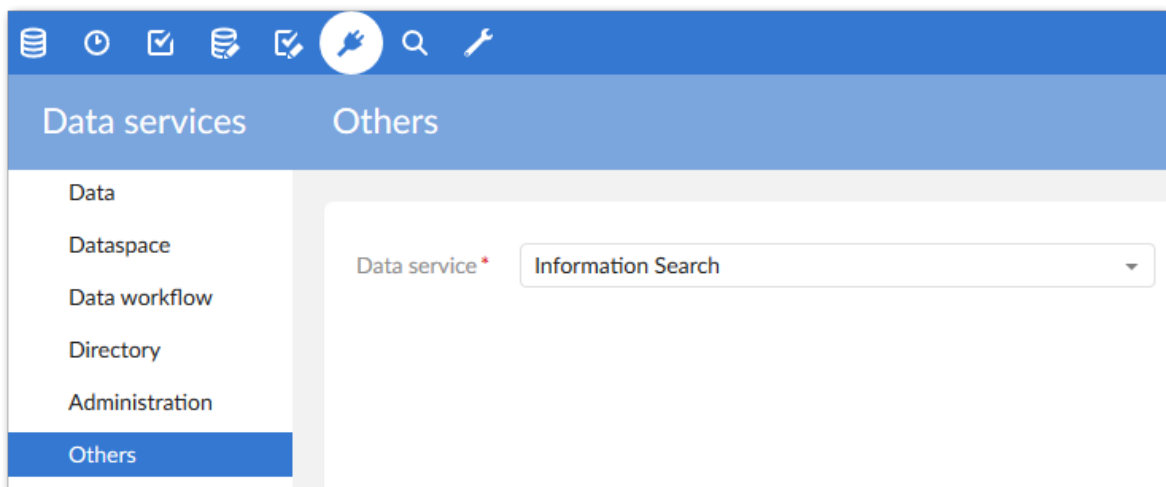 Data services
Others
Data
Dataspace
Data workflow
Directory
Administration
Others
Data service*
Information Search